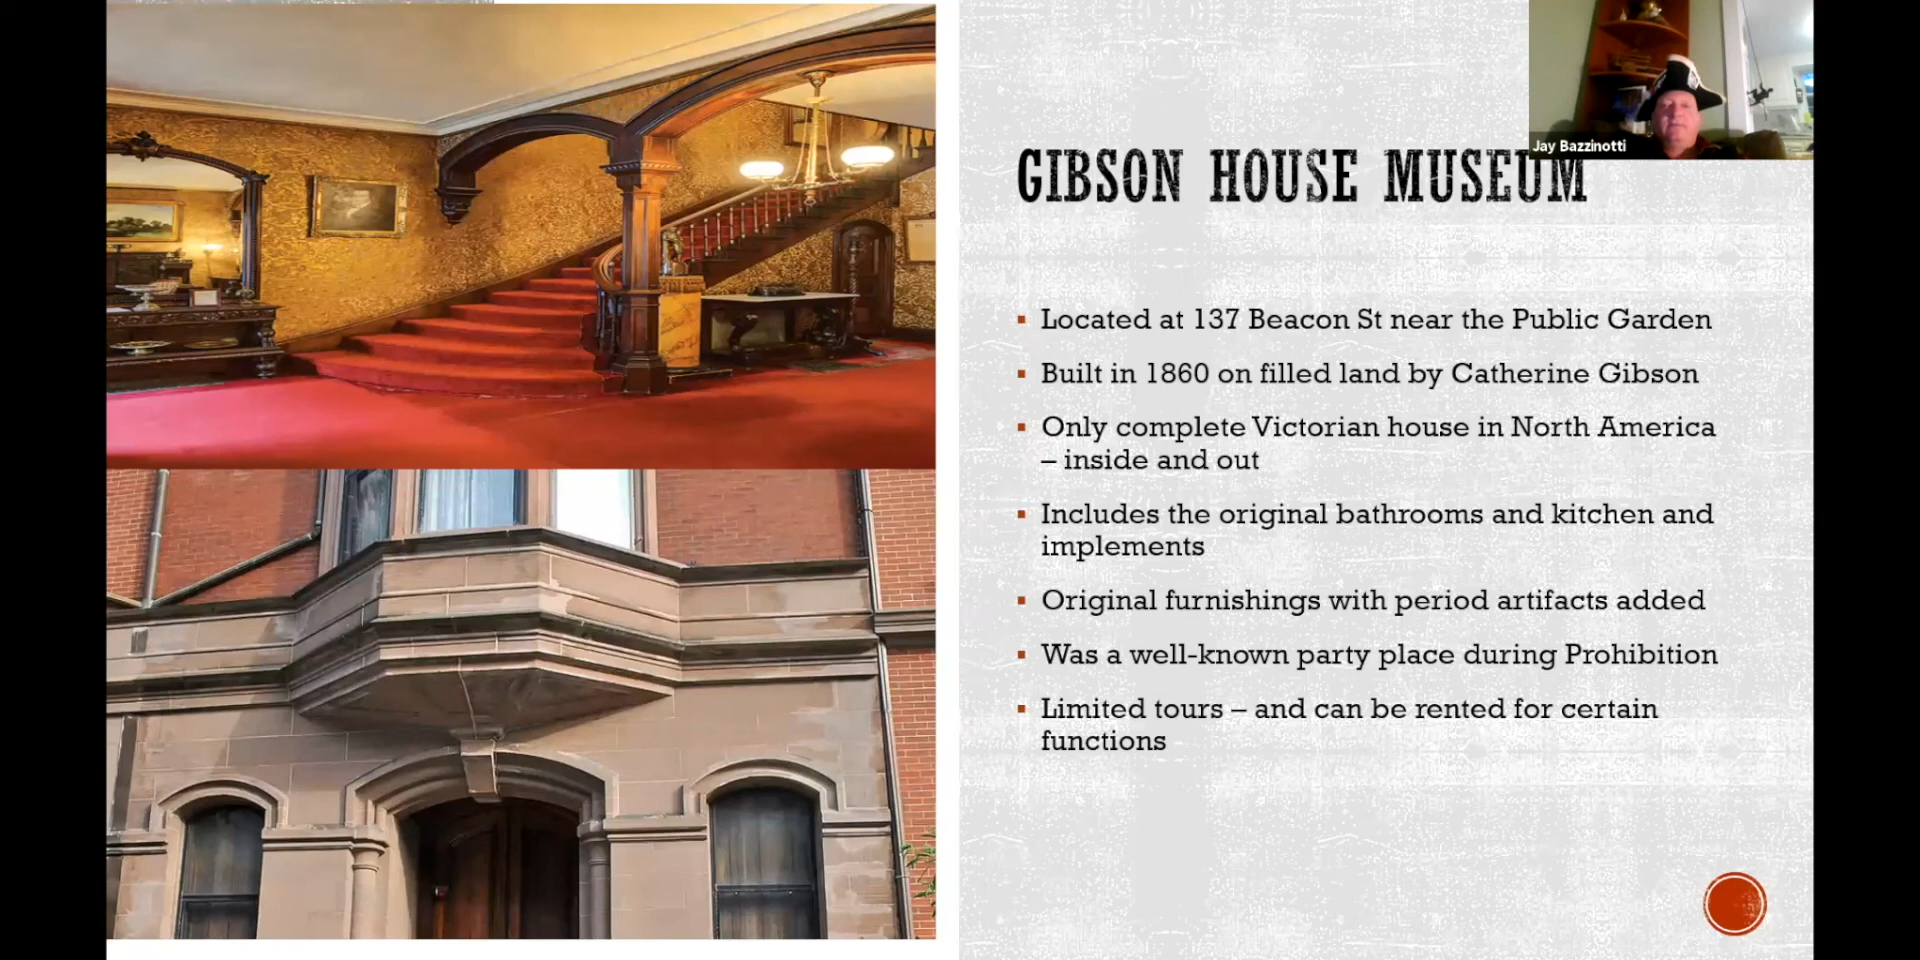 Jay Bazzinotti
GIBSON HOUSE MUSEUM
Located at 137 Beacon St near the Public Garden
Built in 1860 on filled land by Catherine Gibson
Only complete Victorian house in North America
– inside and out
Includes the original bathrooms and kitchen and
implements
Original furnishings with period artifacts added
Was a well-known party place during Prohibition
Limited tours – and can be rented for certain
functions